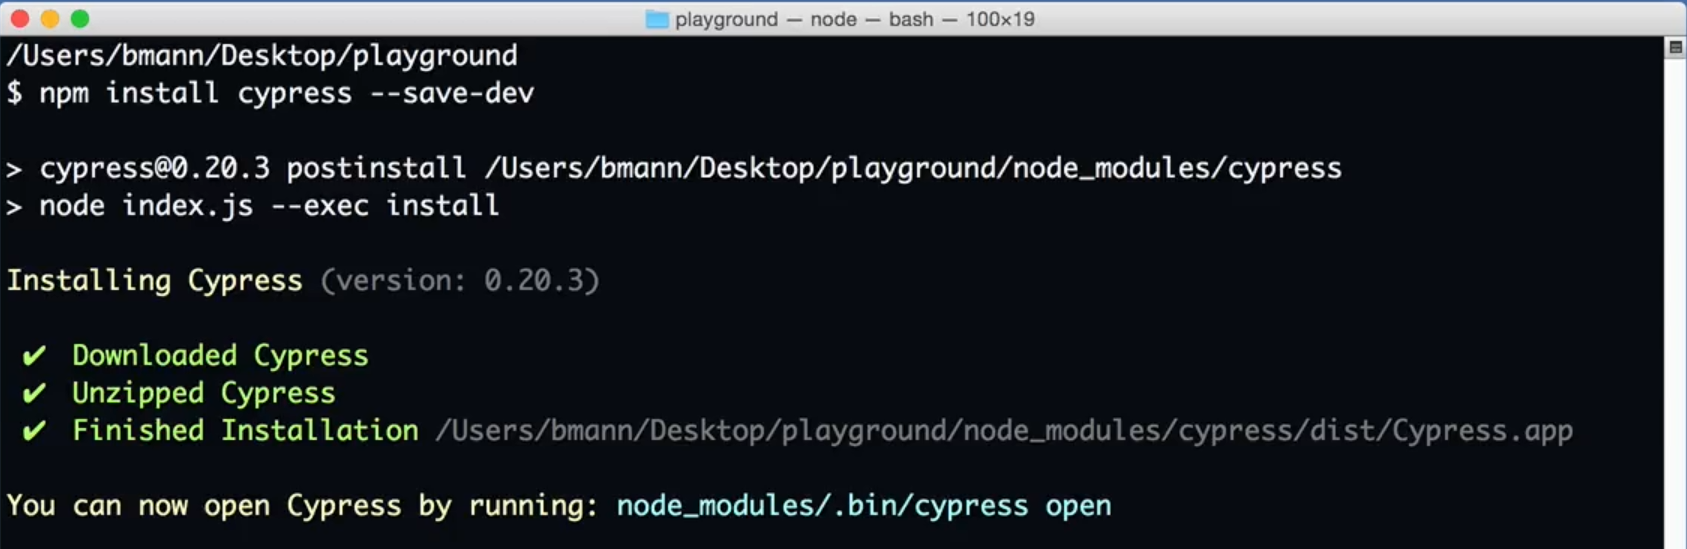 playground — node — bash — 100×19
/Users/bmann/Desktop/playground
$ npm install cypress --save-dev
> cypress@0.20.3 postinstall /Users/bmann/Desktop/playground/node_modules/cypress
> node index.js --exec install
Installing Cypress (version: 0.20.3)
✔ Downloaded Cypress
✔ Unzipped Cypress
✔ Finished Installation /Users/bmann/Desktop/playground/node_modules/cypress/dist/Cypress.app
You can now open Cypress by running: node_modules/.bin/cypress open